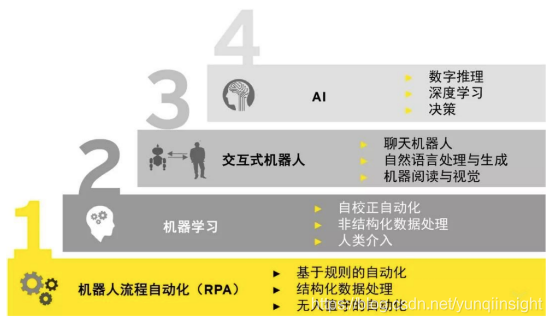 4
AI
数字推理
深度学习
决策
3
交互式机器人
聊天机器人
自然语言处理与生成
机器阅读与视觉
2
机器学习
自校正自动化
非结构化数据处理
人类介入
1
机器人流程自动化（RPA）
基于规则的自动化
结构化数据处理
无人值守的自动化
https://blog.csdn.net/yunqiinsight